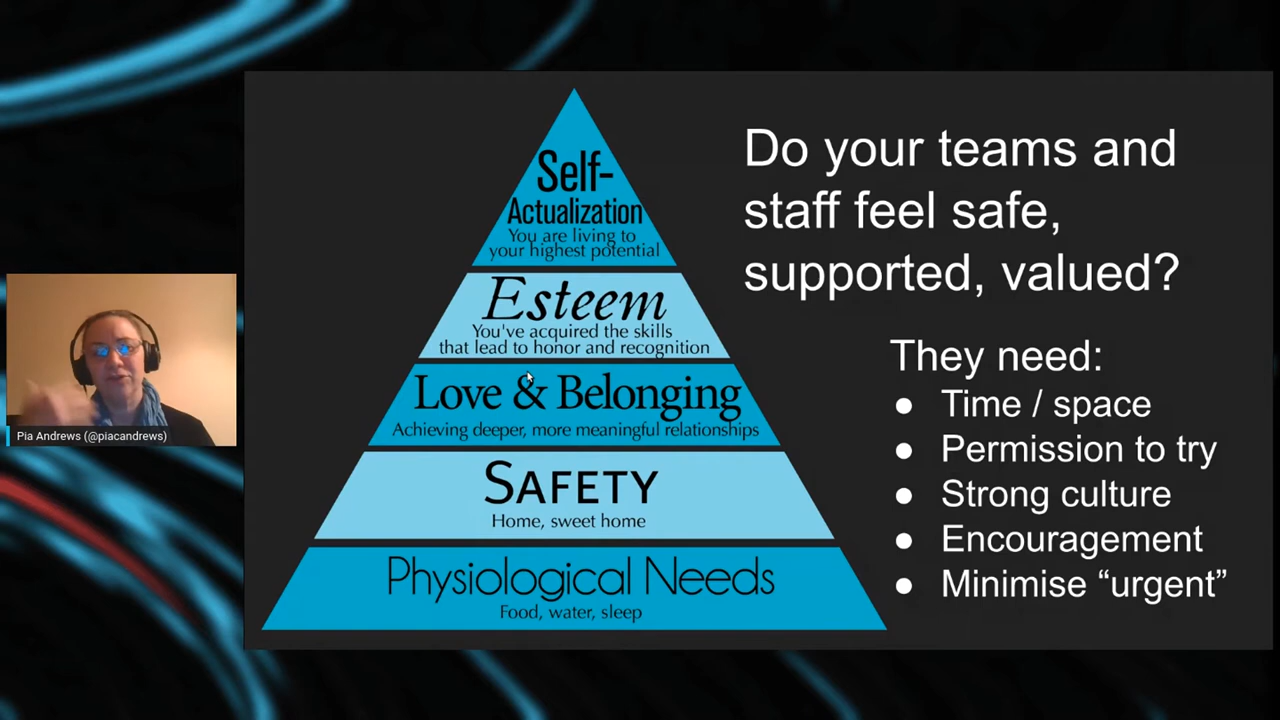 Self-
Actualization
You are living to
your highest potential
Esteem
You've acquired the skills
that lead to honor and recognition
Love & Belonging
Achieving deeper, more meaningful relationships
SAFETY
Home, sweet home
Physiological Needs
Food, water, sleep
Do your teams and
staff feel safe,
supported, valued?
They need:
● Time / space
● Permission to try
● Strong culture
● Encouragement
● Minimise “urgent”
Pia Andrews (@piacandrews)